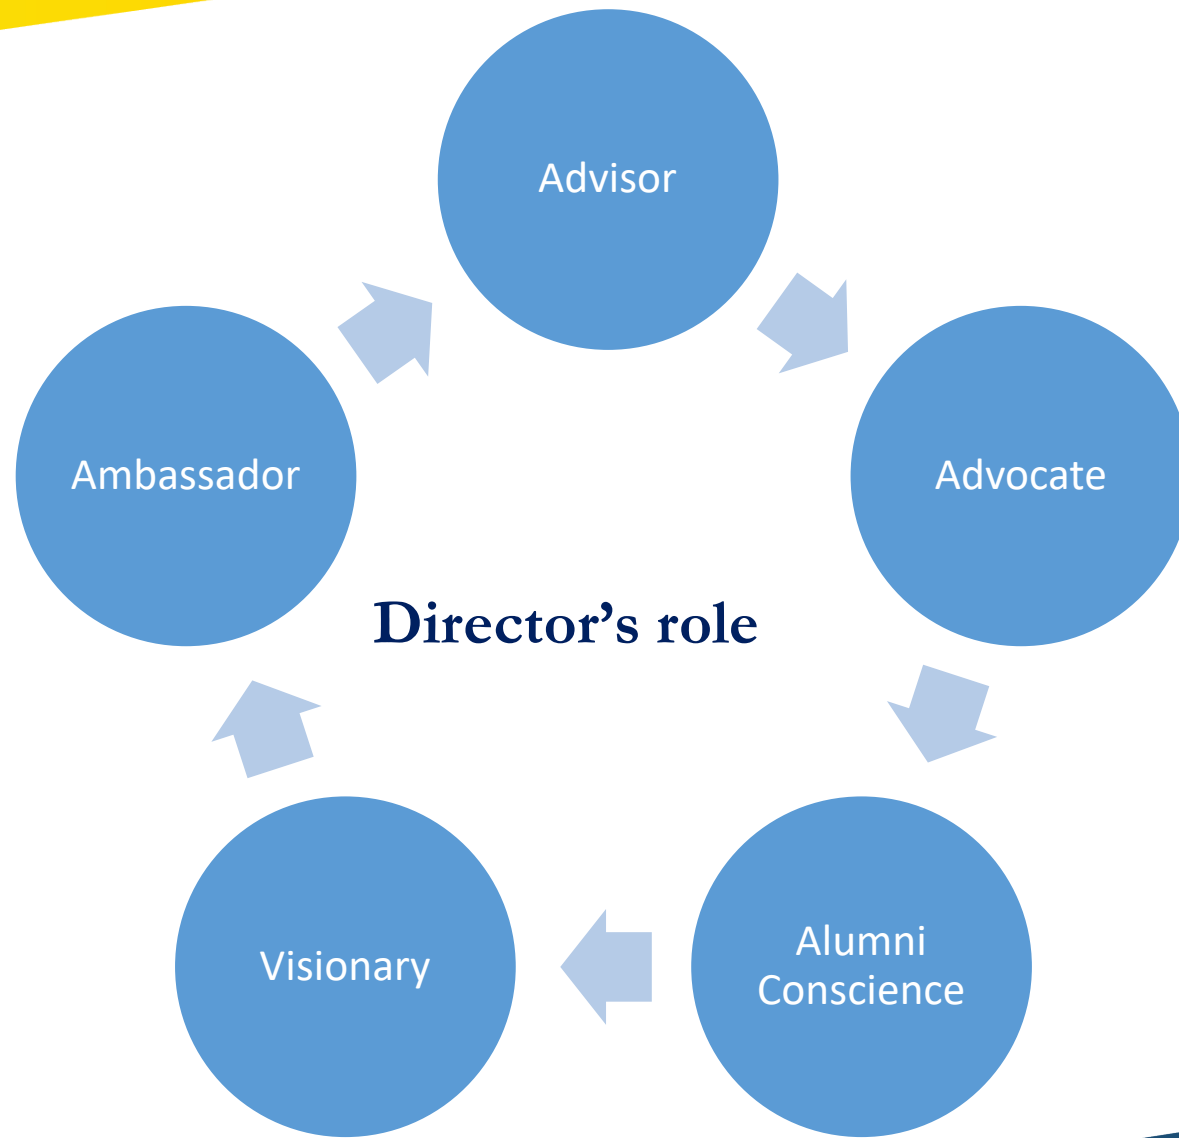 Advisor
Ambassador
Advocate
Director’s role
Visionary
Alumni
Conscience